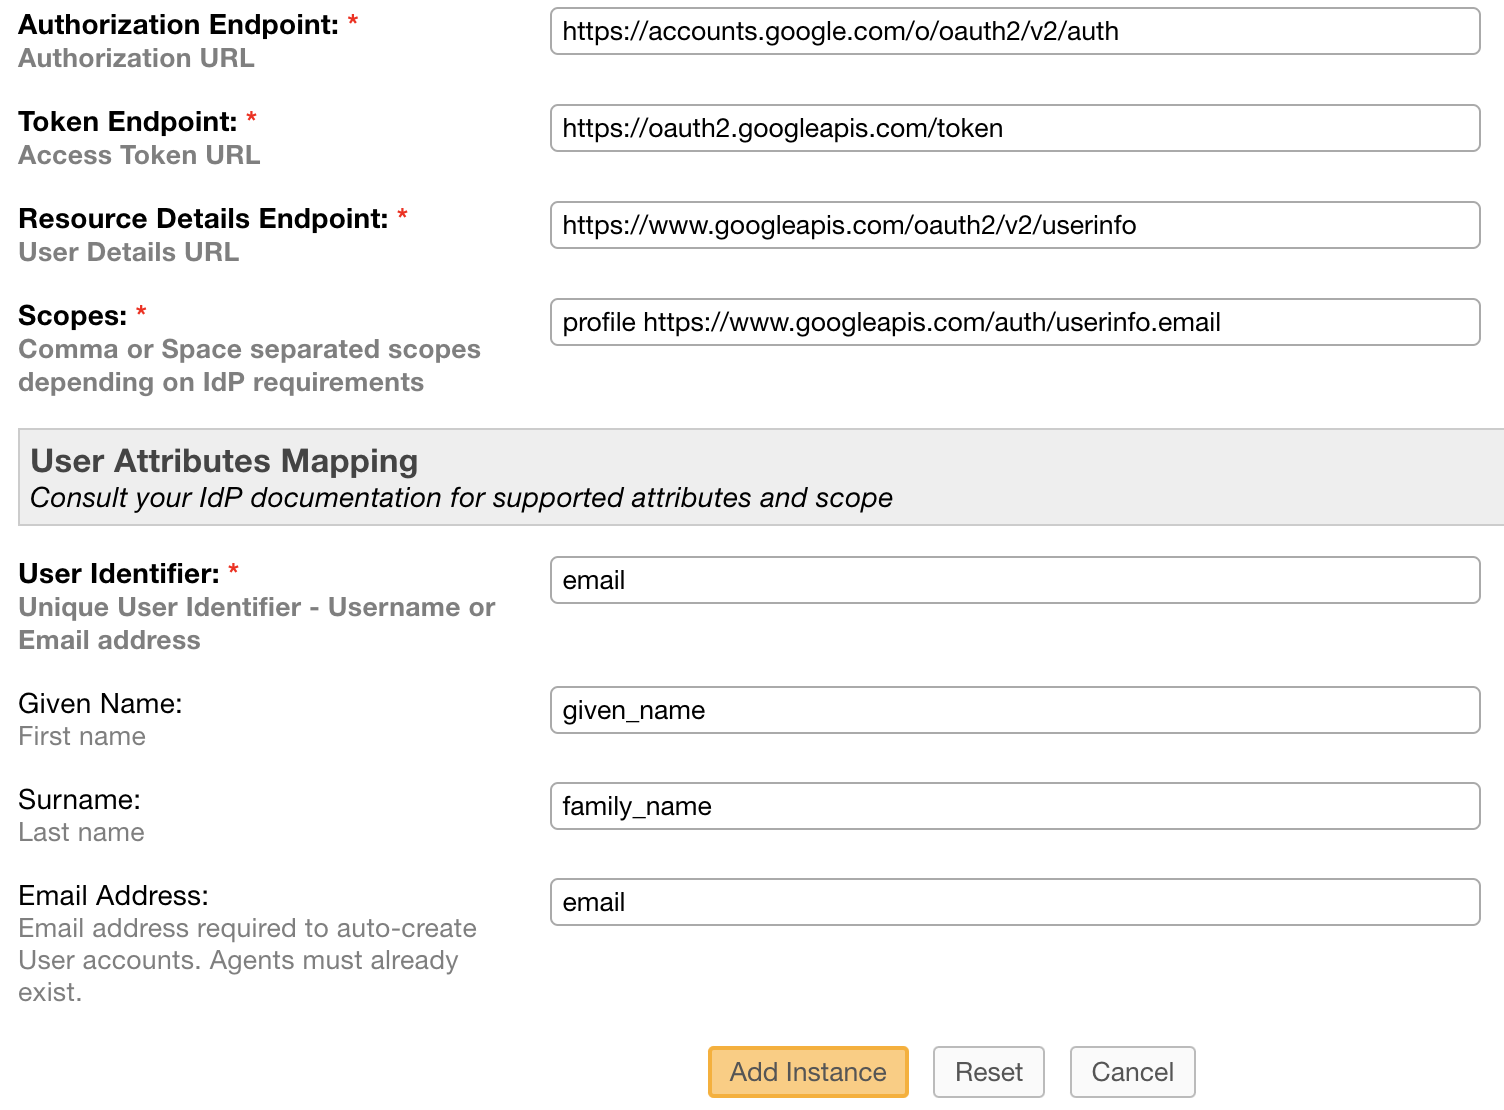 Authorization Endpoint: *
https://accounts.google.com/o/oauth2/v2/auth
Authorization URL
Token Endpoint: *
https://oauth2.googleapis.com/token
Access Token URL
Resource Details Endpoint: *
https://www.googleapis.com/oauth2/v2/userinfo
User Details URL
Scopes: *
profile https://www.googleapis.com/auth/userinfo.email
Comma or Space separated scopes
depending on IdP requirements
User Attributes Mapping
Consult your IdP documentation for supported attributes and scope
User Identifier: *
email
Unique User Identifier - Username or
Email address
Given Name:
given_name
First name
Surname:
family_name
Last name
Email Address:
email
Email address required to auto-create
User accounts. Agents must already
exist.
Add Instance Reset Cancel